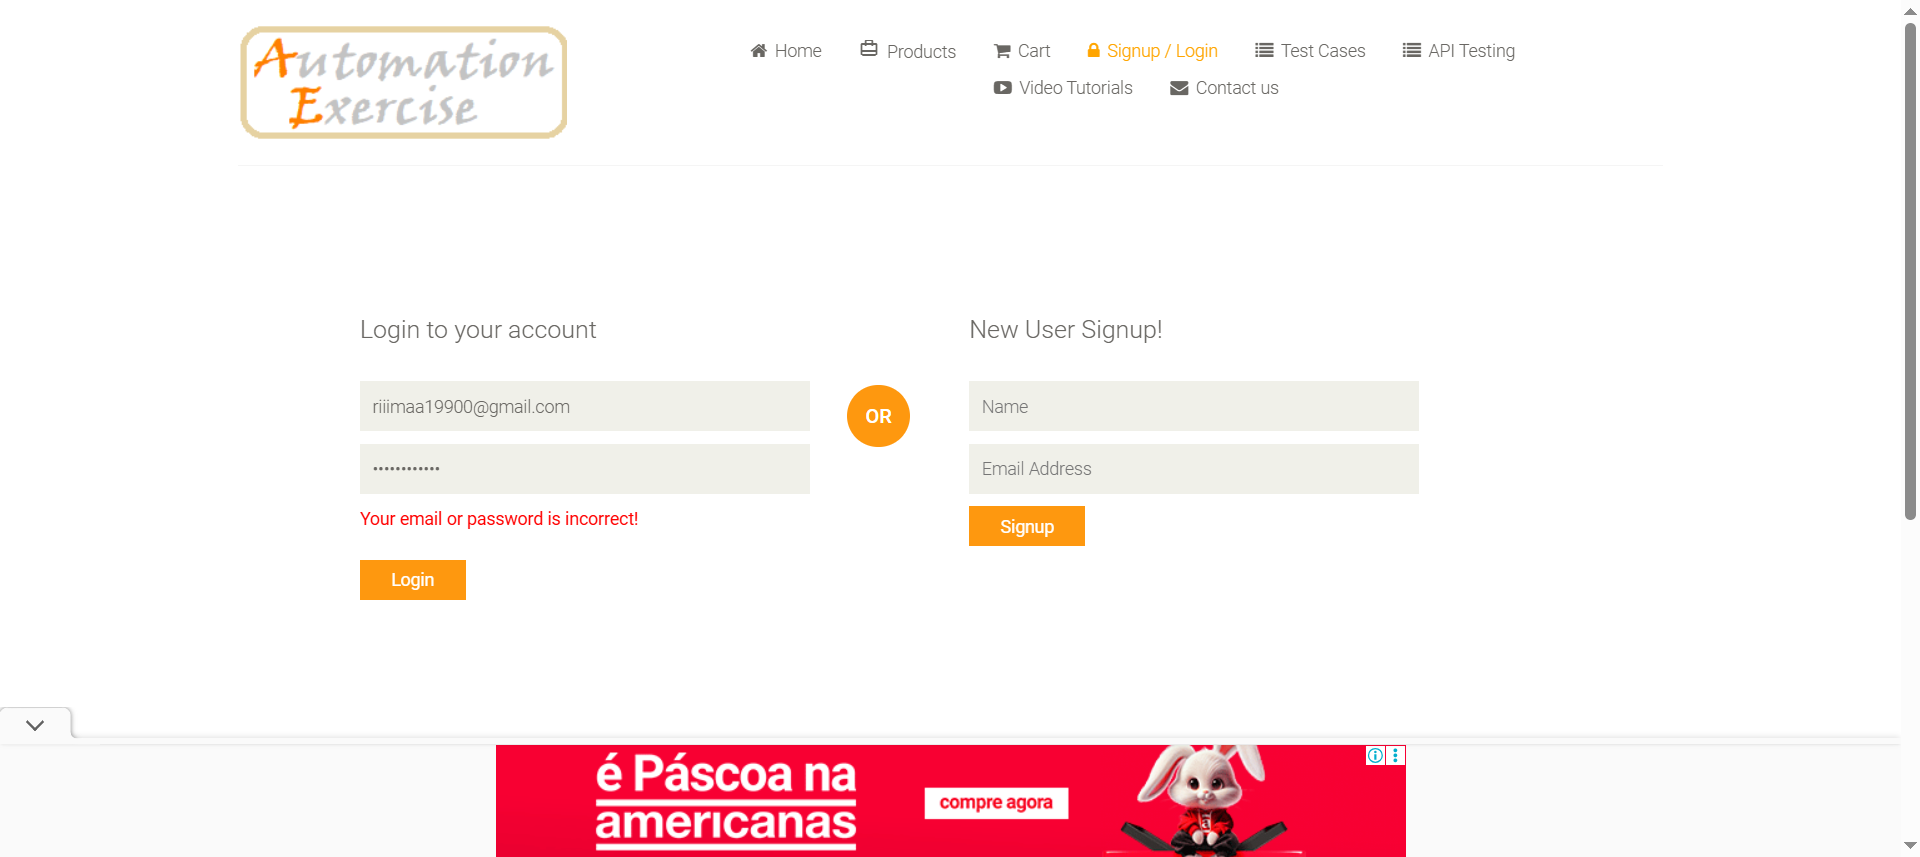 Automation
Exercise
Home
Products
Cart
Signup / Login
Test Cases
API Testing
Video Tutorials
Contact us
Login to your account
riiimaa19900@gmail.com
••••••••••••
Your email or password is incorrect!
Login
OR
New User Signup!
Name
Email Address
Signup
é Páscoa na
americanas
compre agora